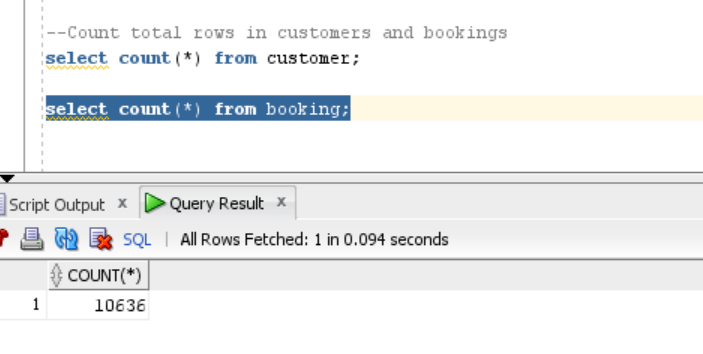 --Count total rows in customers and bookings
select count(*) from customer;
select count(*) from booking;
Script Output x Query Result x
SQL | All Rows Fetched: 1 in 0.094 seconds
COUNT(*)
1 10636